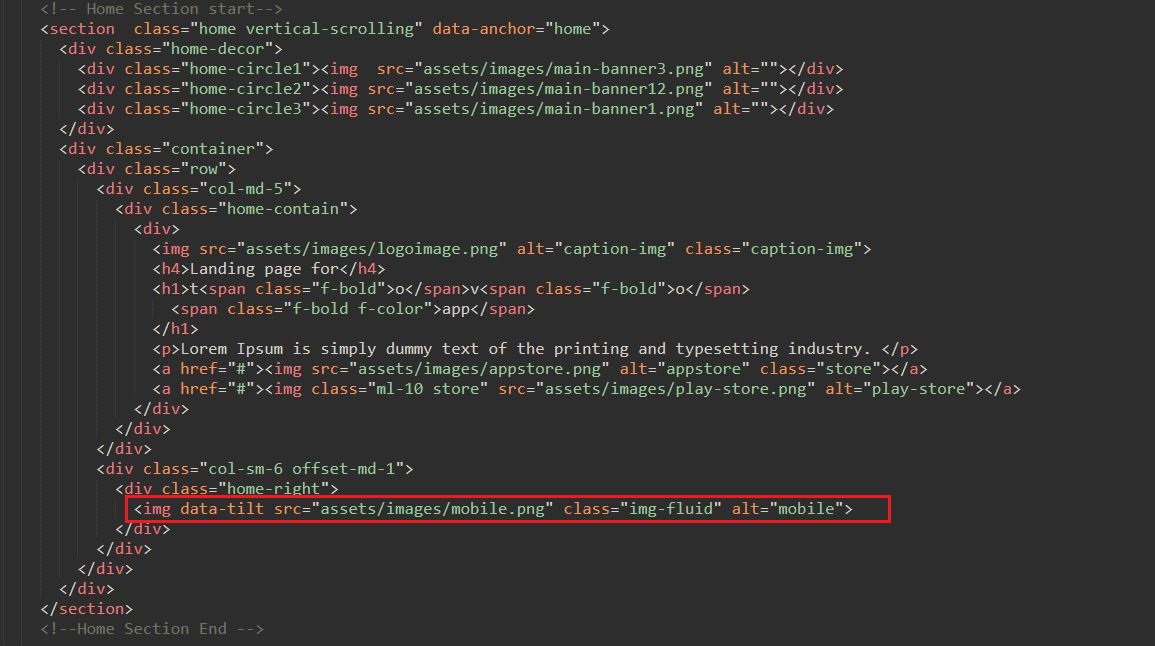 <!-- Home Section start-->
<section  class="home vertical-scrolling" data-anchor="home">
<div class="home-decor">
<div class="home-circle1"><img  src="assets/images/main-banner3.png" alt=""></div>
<div class="home-circle2"><img src="assets/images/main-banner12.png" alt=""></div>
<div class="home-circle3"><img src="assets/images/main-banner1.png" alt=""></div>
</div>
<div class="container">
<div class="row">
<div class="col-md-5">
<div class="home-contain">
<div>
<img src="assets/images/logoimage.png" alt="caption-img" class="caption-img">
<h4>Landing page for</h4>
<h1>t<span class="f-bold">o</span>v<span class="f-bold">o</span>
<span class="f-bold f-color">app</span>
</h1>
<p>Lorem Ipsum is simply dummy text of the printing and typesetting industry. </p>
<a href="#"><img src="assets/images/appstore.png" alt="appstore" class="store"></a>
<a href="#"><img class="ml-10 store" src="assets/images/play-store.png" alt="play-store"></a>
</div>
</div>
</div>
<div class="col-sm-6 offset-md-1">
<div class="home-right">
<img data-tilt src="assets/images/mobile.png" class="img-fluid" alt="mobile">
</div>
</div>
</div>
</div>
</section>
<!--Home Section End -->